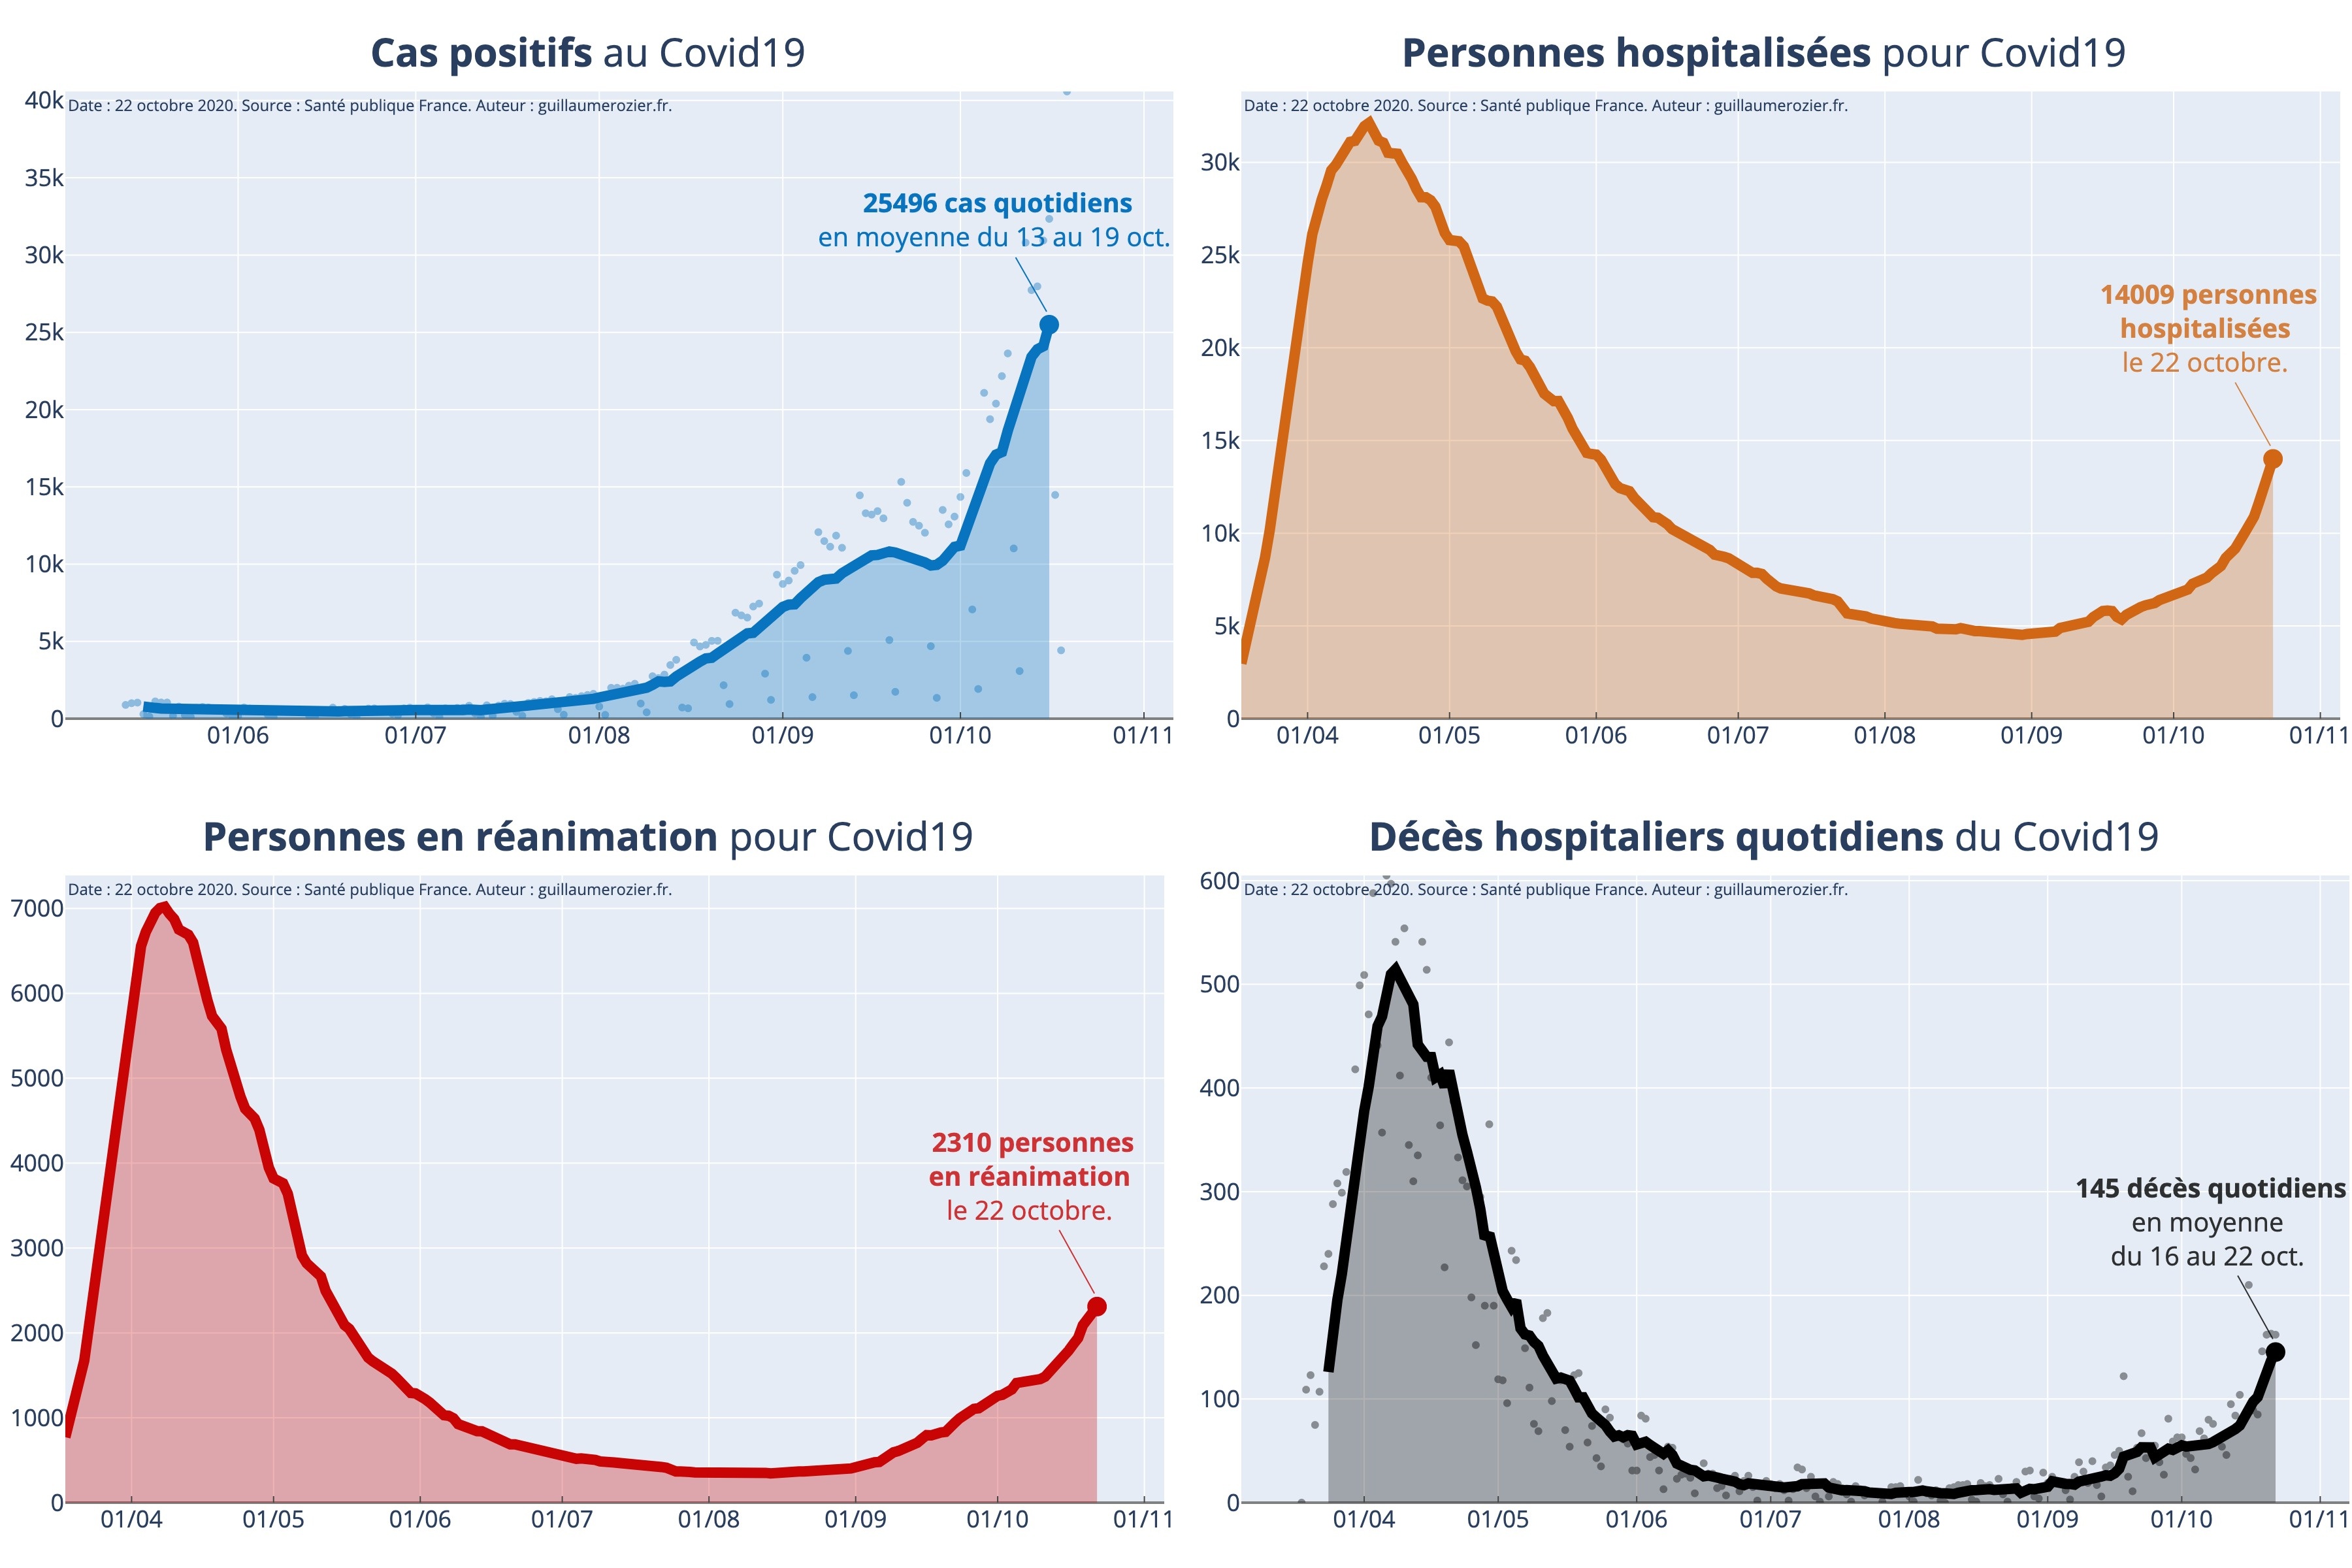 Cas positifs au Covid19
Date : 22 octobre 2020. Source : Santé publique France. Auteur : guillaumerozier.fr.
40k
35k
30k
25k
20k
15k
10k
5k
0
25496 cas quotidiens
en moyenne du 13 au 19 oct.
01/06 01/07 01/08 01/09 01/10 01/11
Personnes hospitalisées pour Covid19
Date : 22 octobre 2020. Source : Santé publique France. Auteur : guillaumerozier.fr.
30k
25k
20k
15k
10k
5k
0
14009 personnes
hospitalisées
le 22 octobre.
01/04 01/05 01/06 01/07 01/08 01/09 01/10 01/11
Personnes en réanimation pour Covid19
Date : 22 octobre 2020. Source : Santé publique France. Auteur : guillaumerozier.fr.
7000
6000
5000
4000
3000
2000
1000
0
2310 personnes
en réanimation
le 22 octobre.
01/04 01/05 01/06 01/07 01/08 01/09 01/10 01/11
Décès hospitaliers quotidiens du Covid19
Date : 22 octobre 2020. Source : Santé publique France. Auteur : guillaumerozier.fr.
600
500
400
300
200
100
0
145 décès quotidiens
en moyenne
du 16 au 22 oct.
01/04 01/05 01/06 01/07 01/08 01/09 01/10 01/11